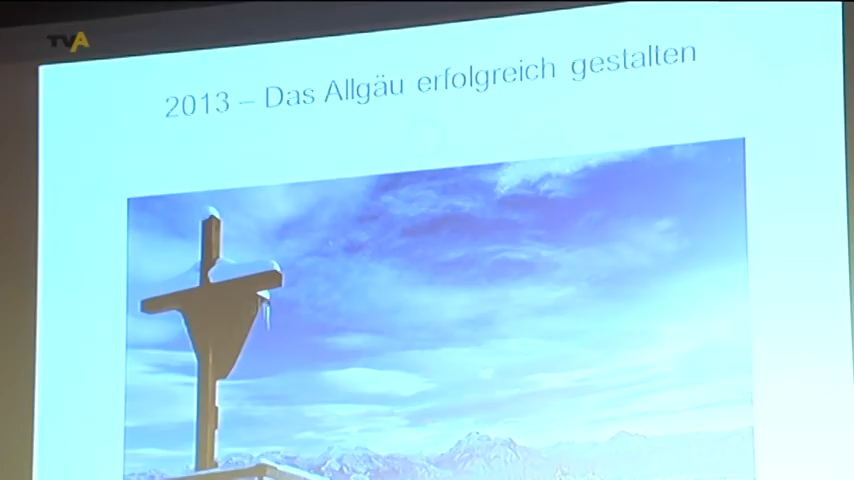 TVA
2013 – Das Allgäu erfolgreich gestalten